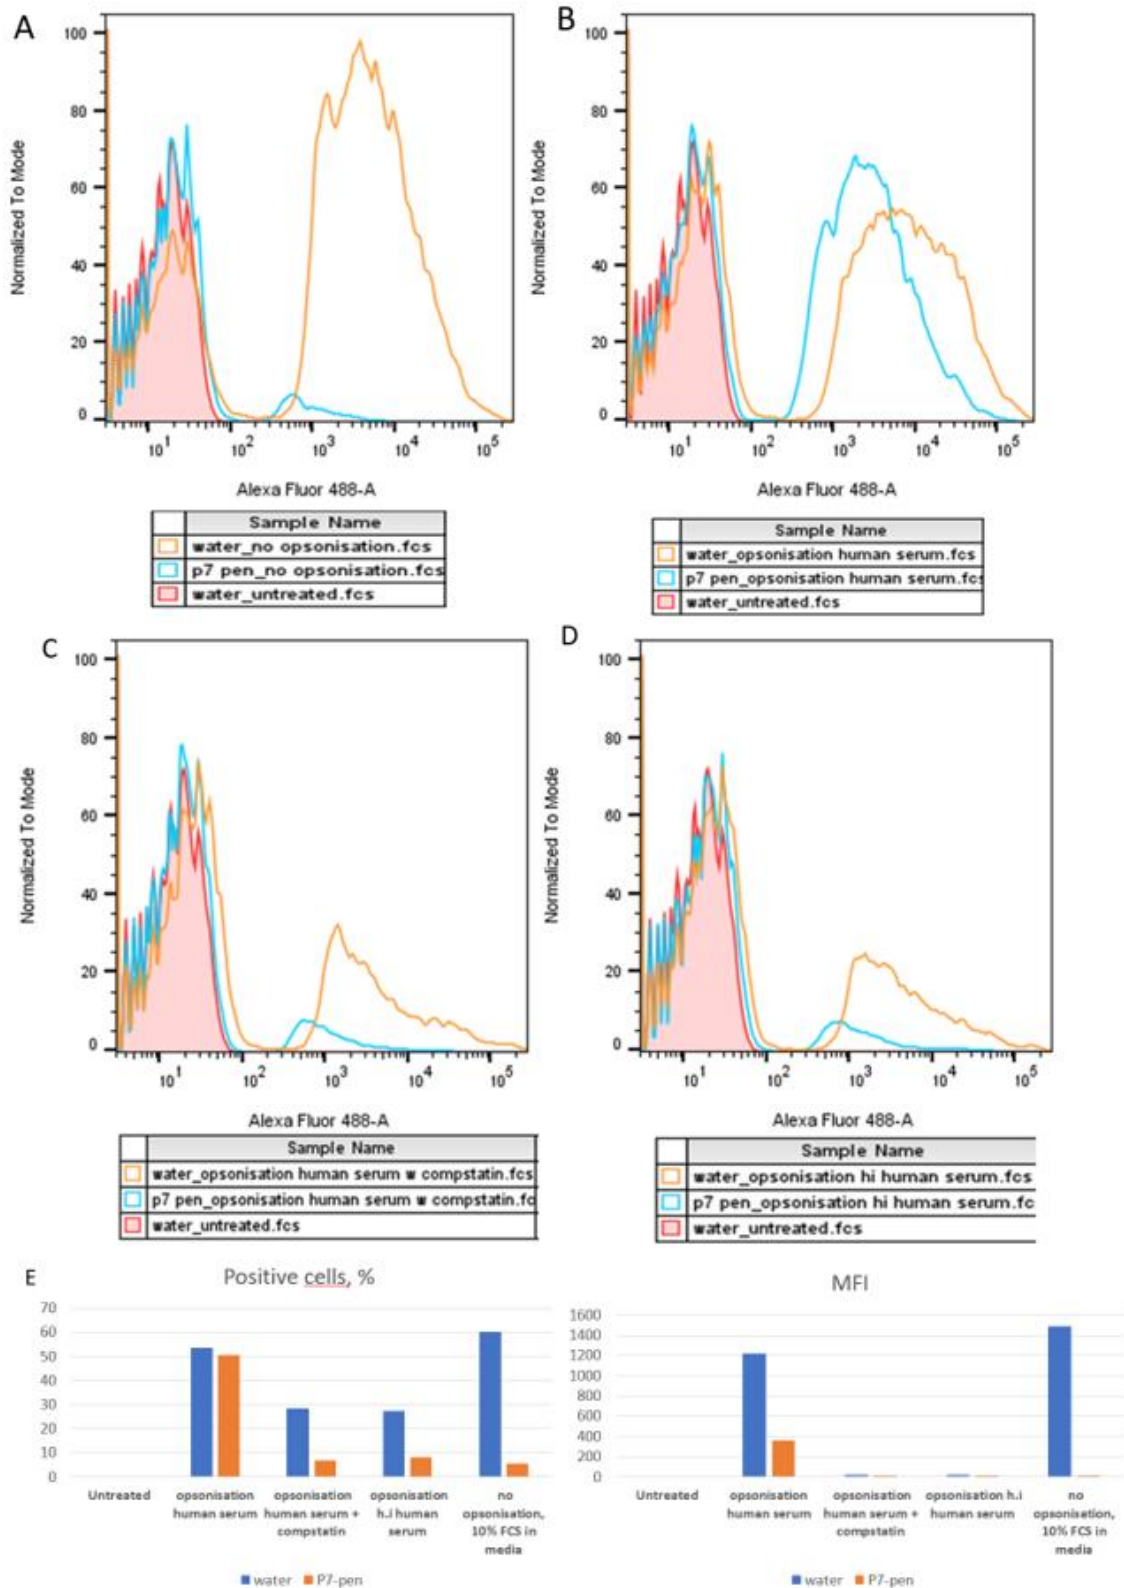 A
B
100
80
60
40
20
0
Normalized To Mode
10^1
10^2
10^3
10^4
10^5
Alexa Fluor 488-A
Sample Name
water_no opsonisation.fcs
p7 pen_no opsonisation.fcs
water_untreated.fcs
100
80
60
40
20
0
Normalized To Mode
10^1
10^2
10^3
10^4
10^5
Alexa Fluor 488-A
Sample Name
water_opsonisation human serum.fcs
p7 pen_opsonisation human serum.fcs
water_untreated.fcs
C
D
100
80
60
40
20
0
Normalized To Mode
10^1
10^2
10^3
10^4
10^5
Alexa Fluor 488-A
Sample Name
water_opsonisation human serum w compstatin.fcs
p7 pen_opsonisation human serum w compstatin.fc
water_untreated.fcs
100
80
60
40
20
0
Normalized To Mode
10^1
10^2
10^3
10^4
10^5
Alexa Fluor 488-A
Sample Name
water_opsonisation hi human serum.fcs
p7 pen_opsonisation hi human serum.fc
water_untreated.fcs
E
Positive cells, %
70
60
50
40
30
20
10
0
Untreated
opsonisation
human serum
opsonisation
human serum +
compstatin
opsonisation
h.i human
serum
no
opsonisation,
10% FCS in
media
water P7-pen
MFI
1600
1400
1200
1000
800
600
400
200
0
Untreated
opsonisation
human serum
opsonisation
human serum +
compstatin
opsonisation h.i
human serum
no
opsonisation,
10% FCS in
media
water P7-pen